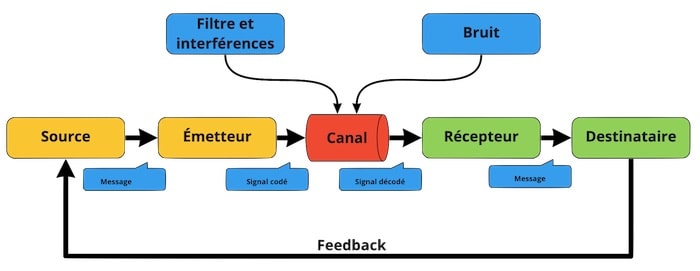 Filtre et
interférences
Bruit
Source
Émetteur
Canal
Récepteur
Destinataire
Message
Signal codé
Signal décodé
Message
Feedback